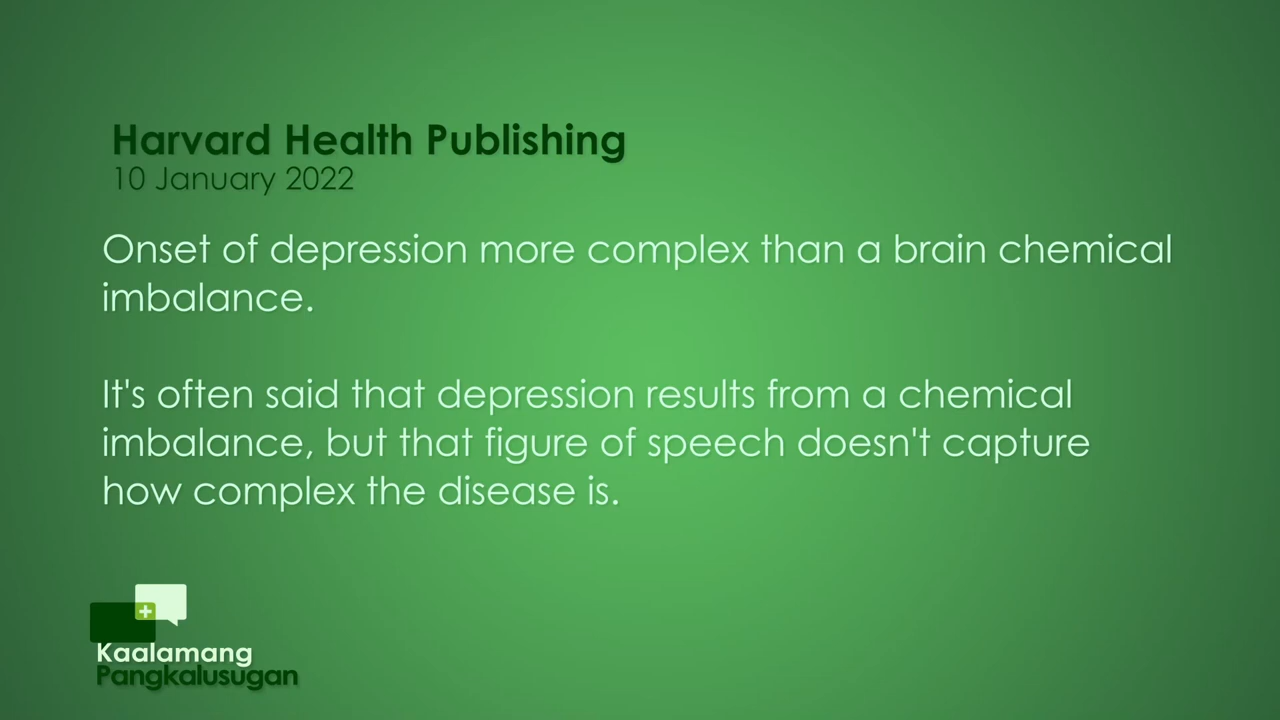 Harvard Health Publishing
10 January 2022
Onset of depression more complex than a brain chemical
imbalance.
It's often said that depression results from a chemical
imbalance, but that figure of speech doesn't capture
how complex the disease is.
Kaalamang
Pangkalusugan